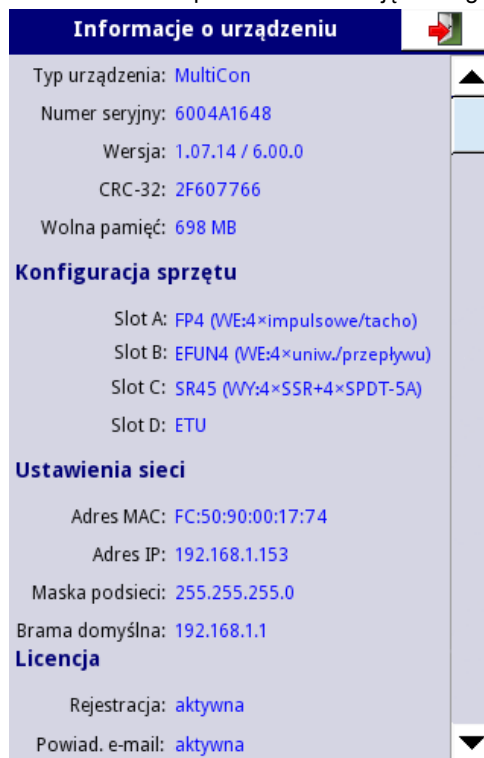 Informacje o urządzeniu
Typ urządzenia: MultiCon
Numer seryjny: 6004A1648
Wersja: 1.07.14 / 6.00.0
CRC-32: 2F607766
Wolna pamięć: 698 MB
Konfiguracja sprzętu
Slot A: FP4 (WE:4×impulsowe/tacho)
Slot B: EFUN4 (WE:4×uniw./przepływu)
Slot C: SR45 (WY:4×SSR+4×SPDT-5A)
Slot D: ETU
Ustawienia sieci
Adres MAC: FC:50:90:00:17:74
Adres IP: 192.168.1.153
Maska podsieci: 255.255.255.0
Brama domyślna: 192.168.1.1
Licencja
Rejestracja: aktywna
Powiad. e-mail: aktywna